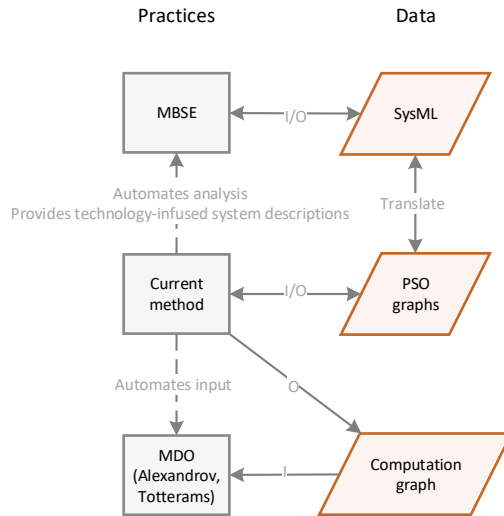 Practices
Data
MBSE
I/O
SysML
Automates analysis
Provides technology-infused system descriptions
Translate
Current
method
I/O
PSO
graphs
Automates input
O
MDO
(Alexandrov,
Totterams)
I
Computation
graph